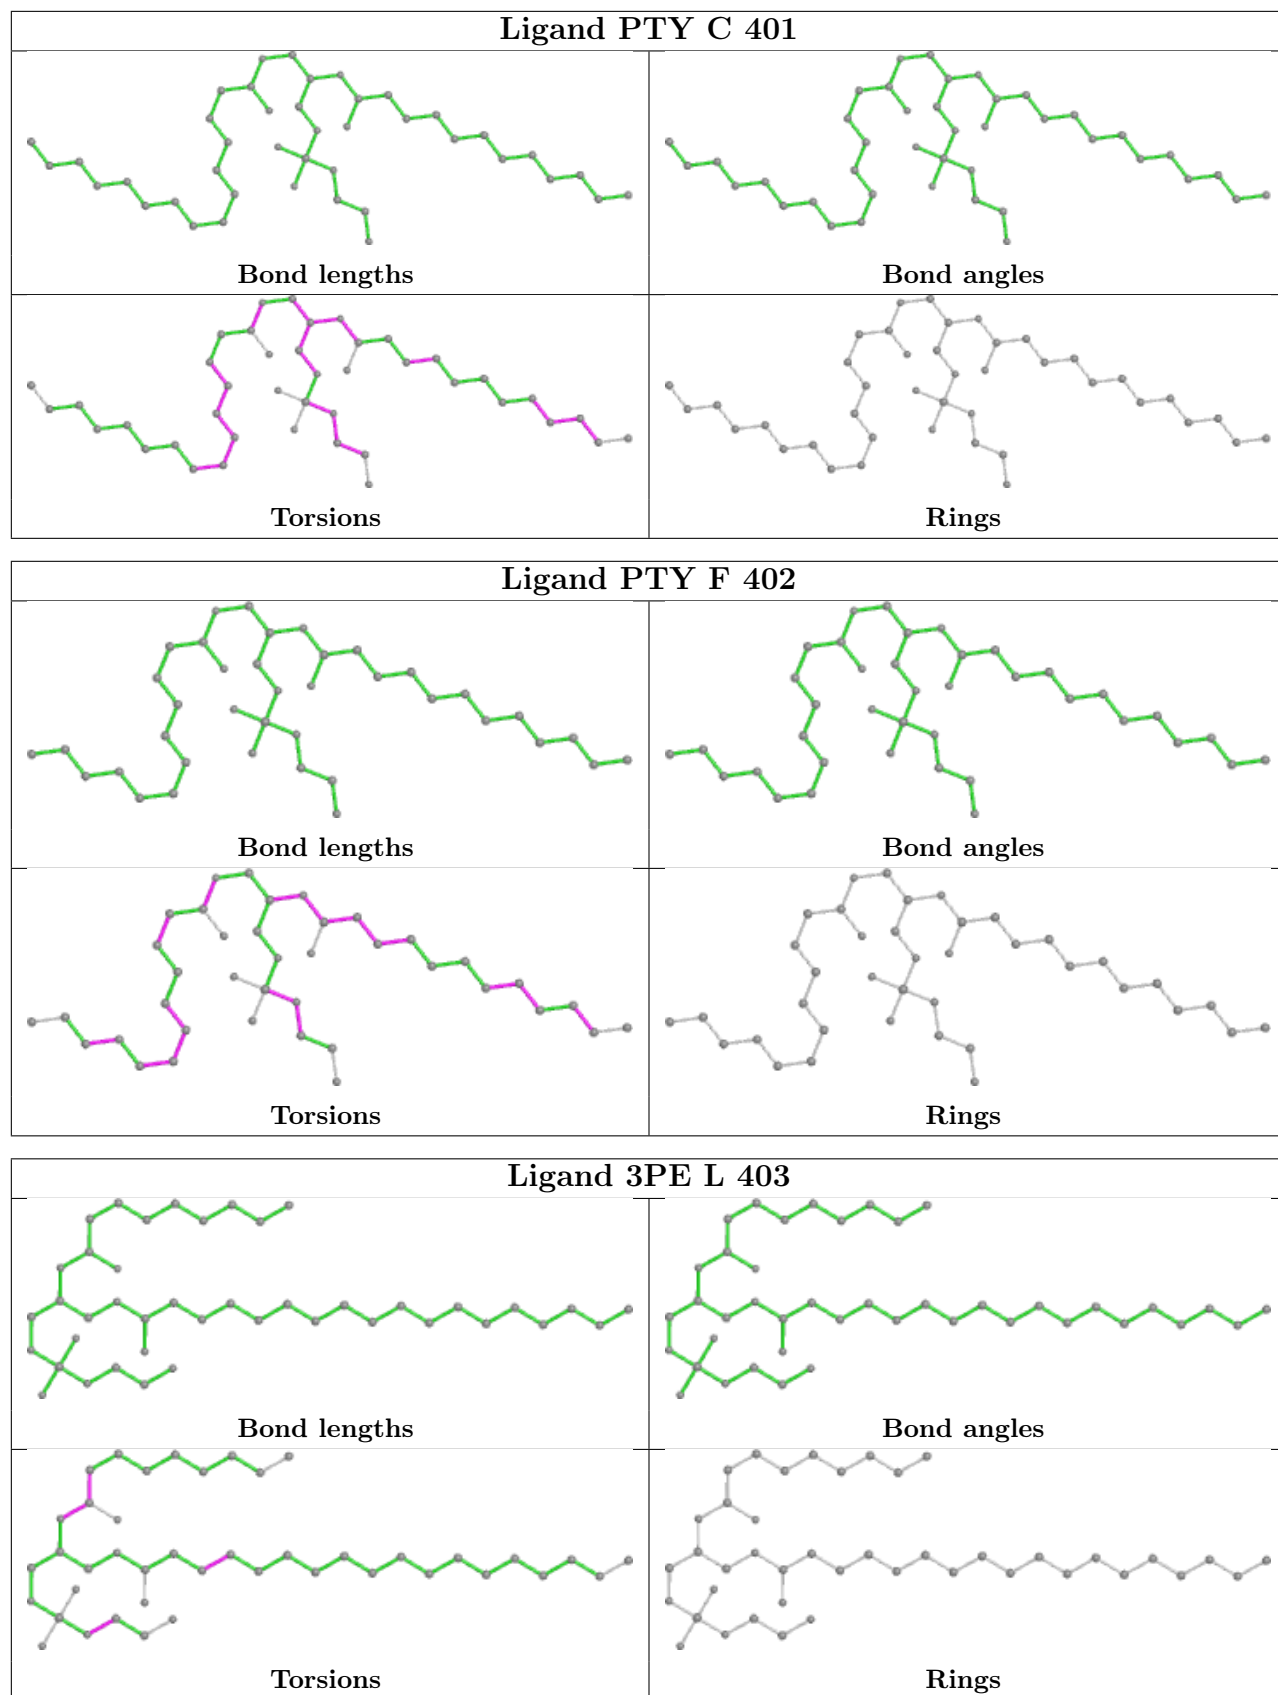 Ligand PTY C 401
Bond lengths
Bond angles
Torsions
Rings
Ligand PTY F 402
Bond lengths
Bond angles
Torsions
Rings
Ligand 3PE L 403
Bond lengths
Bond angles
Torsions
Rings